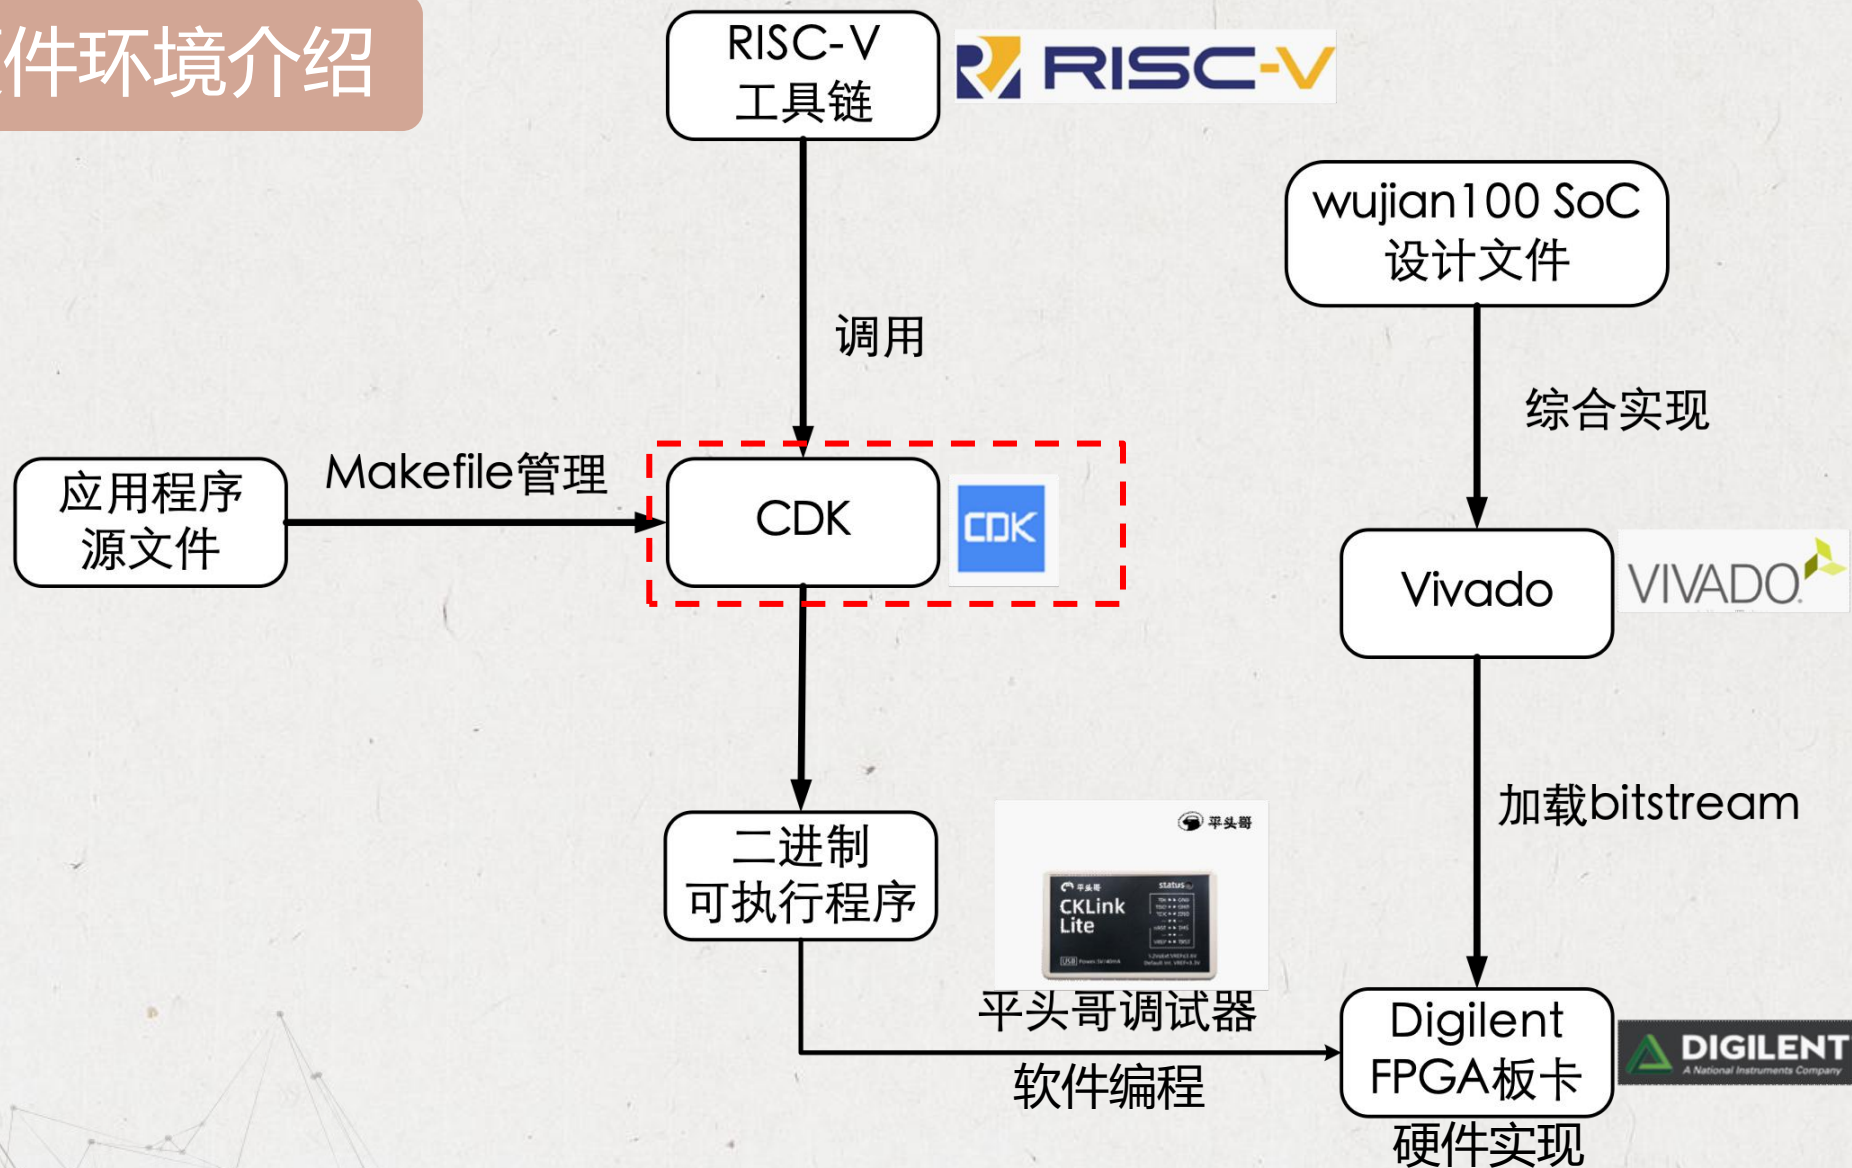 件环境介绍
RISC-V
工具链
RISC-V
wujian100 SoC
设计文件
调用
综合实现
应用程序
源文件
Makefile管理
CDK
CDK
Vivado
VIVADO
加载bitstream
二进制
可执行程序
平头哥
平头哥
CKLink
Lite
status
平头哥调试器
软件编程
Digilent
FPGA板卡
DIGILENT
A National Instruments Company
硬件实现